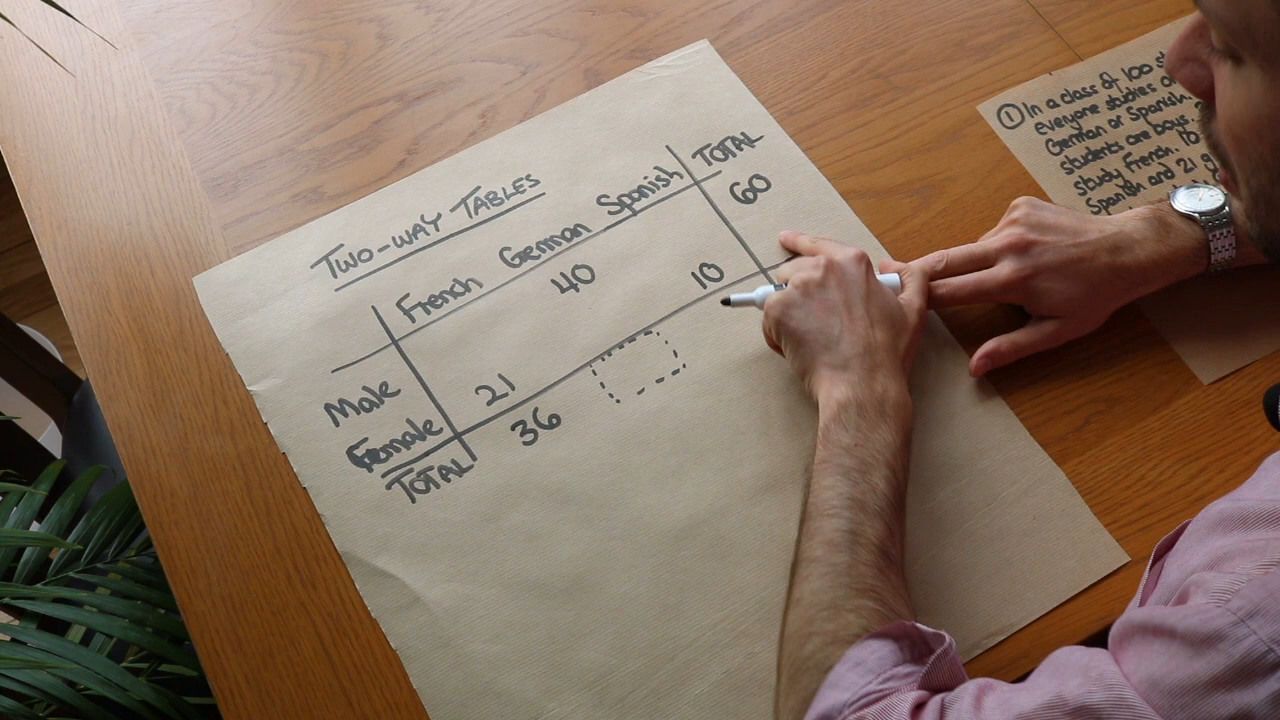 TWO-WAY TABLES
French German Spanish TOTAL
Male 40 60
Female 21 10
TOTAL 36
① In a class of 100
everyone studies
German or Spanish.
students are boys.
study French. 10
Spanish and 21